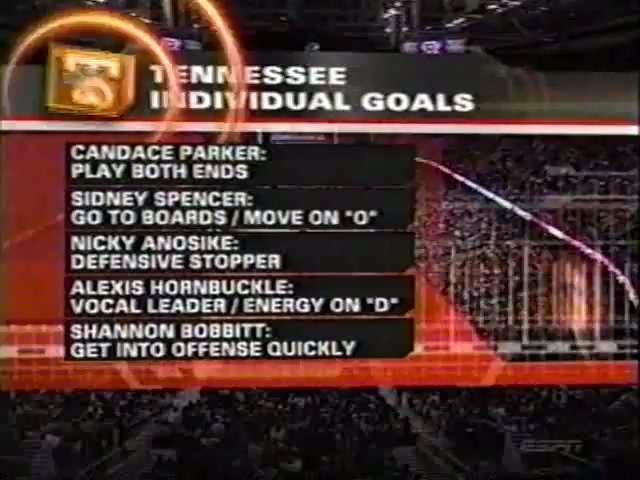 TENNESSEE
INDIVIDUAL GOALS
CANDACE PARKER:
PLAY BOTH ENDS
SIDNEY SPENCER:
GO TO BOARDS / MOVE ON "O"
NICKY ANOSIKE:
DEFENSIVE STOPPER
ALEXIS HORNBUCKLE:
VOCAL LEADER / ENERGY ON "D"
SHANNON BOBBITT:
GET INTO OFFENSE QUICKLY
ESPN